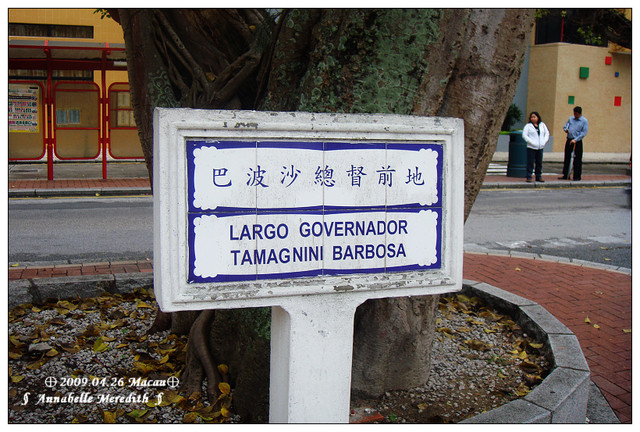 巴波沙總督前地
LARGO GOVERNADOR
TAMAGNINI BARBOSA
2009.04.26 Macau
Annabelle Meredith